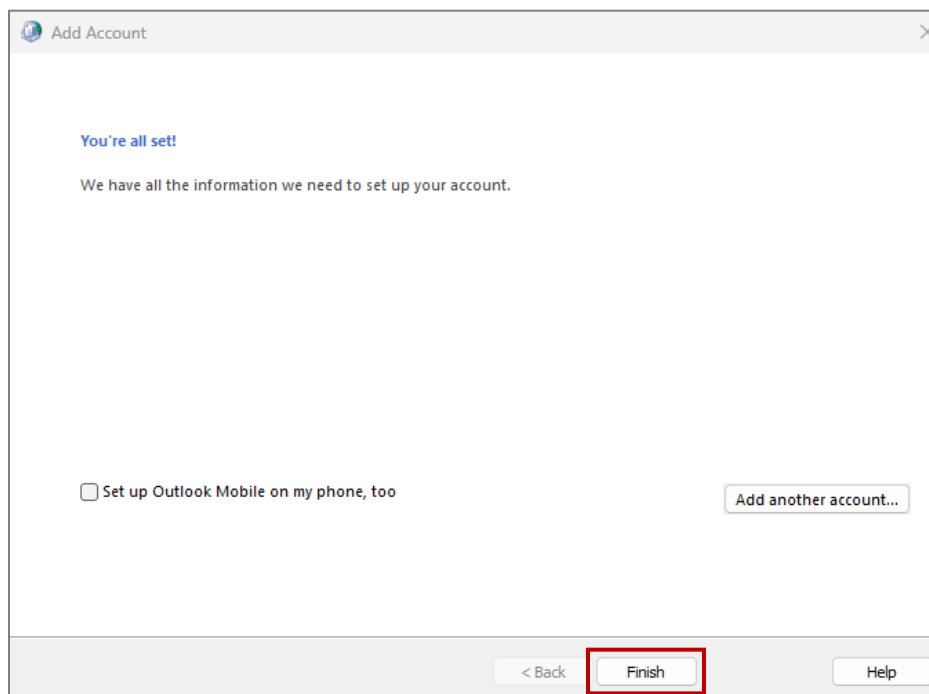 Add Account
You're all set!
We have all the information we need to set up your account.
Set up Outlook Mobile on my phone, too
Add another account...
< Back
Finish
Help